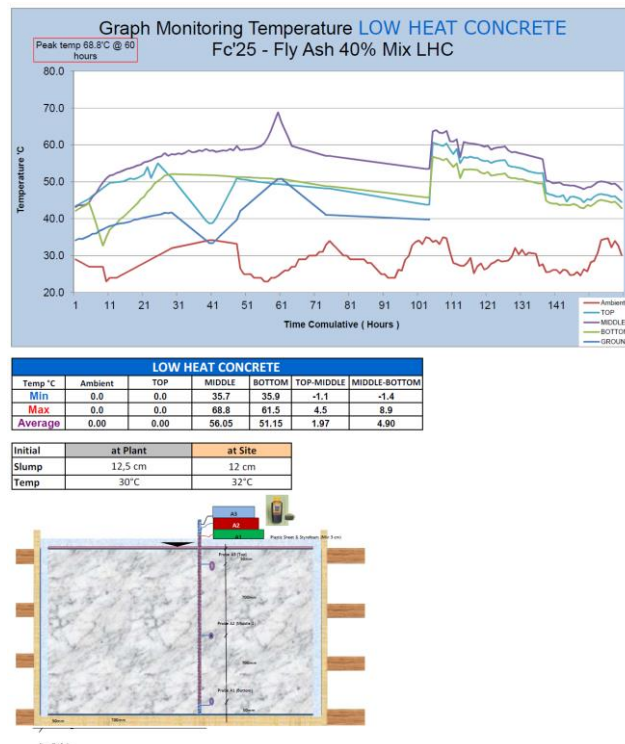 Graph Monitoring Temperature LOW HEAT CONCRETE
Fc'25 - Fly Ash 40% Mix LHC
Peak temp 68.8'C @ 60
hours
Temperature °C
80.0
70.0
60.0
50.0
40.0
30.0
20.0
1 11 21 31 41 51 61 71 81 91 101 111 121 131 141
Time Comulative ( Hours )
Ambient
TOP
MIDDLE
BOTTOM
GROUN
LOW HEAT CONCRETE
Temp °C Ambient TOP MIDDLE BOTTOM TOP-MIDDLE MIDDLE-BOTTOM
Min 0.0 0.0 35.7 35.9 -1.1 -1.4
Max 0.0 0.0 68.8 61.5 4.5 8.9
Average 0.00 0.00 56.05 51.15 1.97 4.90
Initial at Plant at Site
Slump 12,5 cm 12 cm
Temp 30°C 32°C
A3
A2